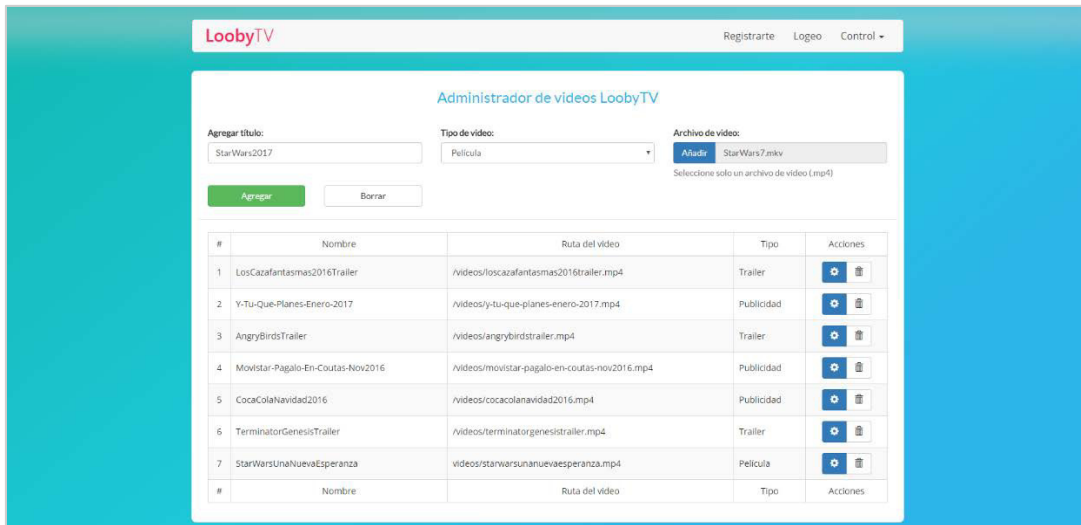 LoobyTV Registrarte Logeo Control
Administrador de videos LoobyTV
Agregar título: Tipo de video: Archivo de video:
StarWars2017 Película Añadir StarWars7.mkv
Seleccione solo un archivo de video (.mp4)
Agregar Borrar
# Nombre Ruta del video Tipo Acciones
1 LosCazafantasmas2016Trailer /videos/loscazafantasmas2016trailer.mp4 Trailer
2 Y-Tu-Que-Planes-Enero-2017 /videos/y-tu-que-planes-enero-2017.mp4 Publicidad
3 AngryBirdsTrailer /videos/angrybirdstrailer.mp4 Trailer
4 Movistar-Pagalo-En-Coutas-Nov2016 /videos/movistar-pagalo-en-coutas-nov2016.mp4 Publicidad
5 CocaColaNavidad2016 /videos/cocacolanavidad2016.mp4 Publicidad
6 TerminatorGenesisTrailer /videos/terminatorgenesistrailer.mp4 Trailer
7 StarWarsUnaNuevaEsperanza videos/starwarsunanuevaesperanza.mp4 Película
# Nombre Ruta del video Tipo Acciones